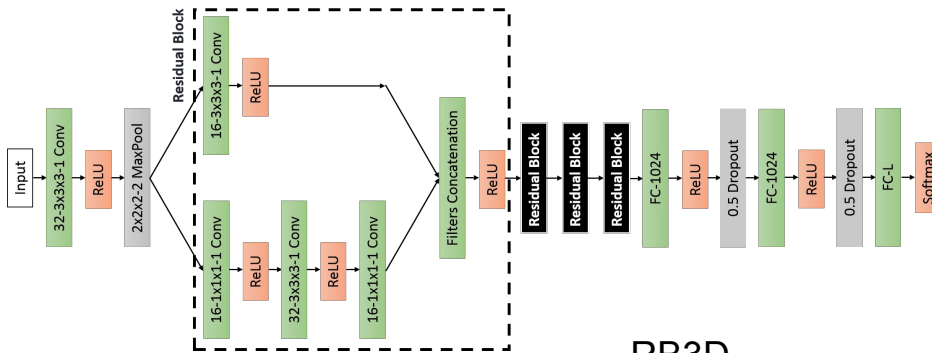 Input
32-3x3x3-1 Conv
ReLU
2x2x2-2 MaxPool
Residual Block
16-3x3x3-1 Conv
ReLU
16-1x1x1-1 Conv
ReLU
32-3x3x3-1 Conv
ReLU
16-1x1x1-1 Conv
Filters Concatenation
ReLU
Residual Block
Residual Block
Residual Block
FC-1024
ReLU
0.5 Dropout
FC-1024
ReLU
0.5 Dropout
FC-L
Softmax
RB3D